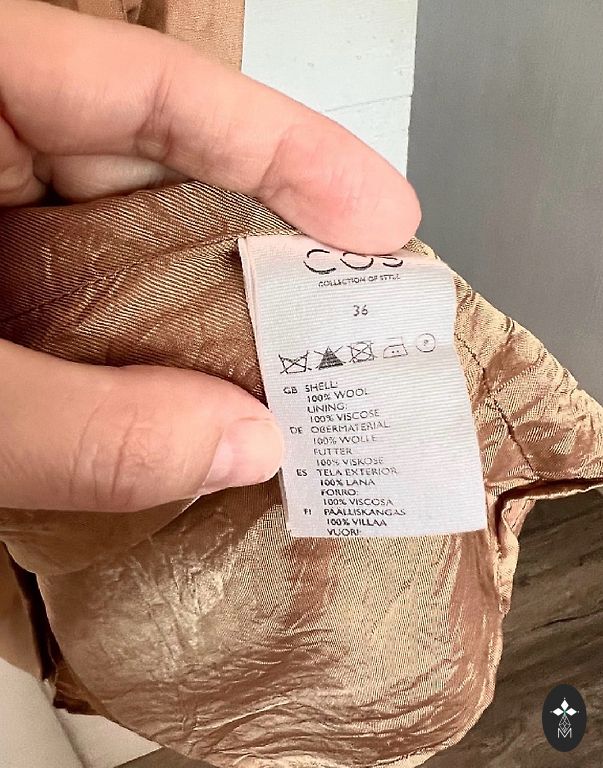 COS
COLLECTION OF STYLE
36
P
GB SHELL:
100% WOOL
LINING:
100% VISCOSE
DE OBERMATERIAL
100% WOLLE
FUTTER
100% VISKOSE
ES TELA EXTERIOR
100% LANA
FORRO:
100% VISCOSA
FI PÄÄLLISKANGAS
100% VILLAA
VUORI: